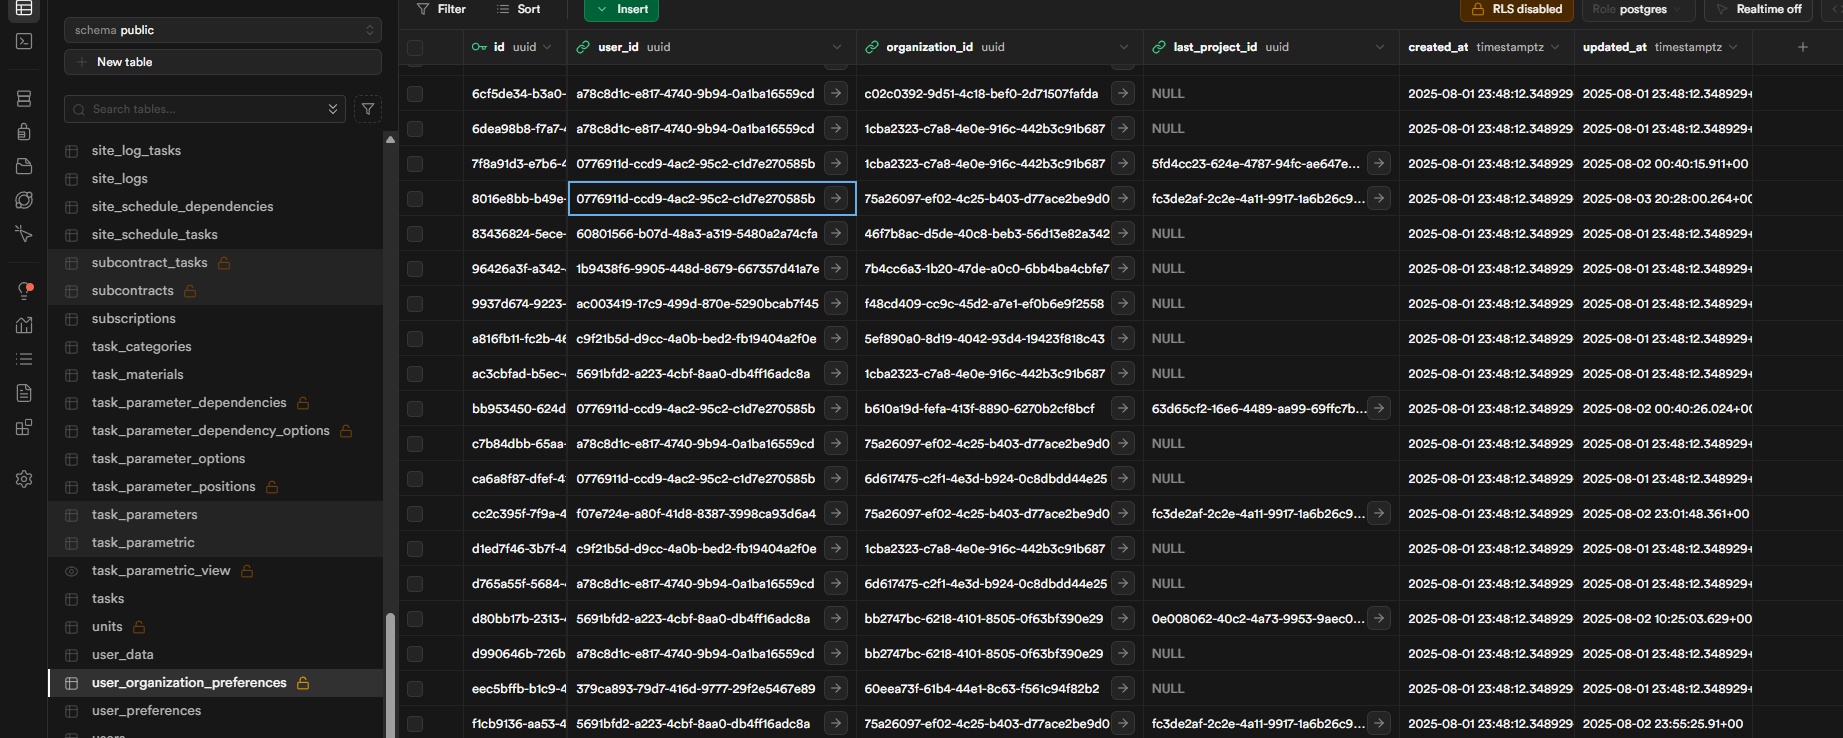 Filter Sort Insert RLS disabled Role postgres Realtime off
schema public
New table
Search tables...
site_log_tasks
site_logs
site_schedule_dependencies
site_schedule_tasks
subcontract_tasks
subcontracts
subscriptions
task_categories
task_materials
task_parameter_dependencies
task_parameter_dependency_options
task_parameter_options
task_parameter_positions
task_parameters
task_parametric
task_parametric_view
tasks
units
user_data
user_organization_preferences
user_preferences
id uuid user_id uuid organization_id uuid last_project_id uuid created_at timestamptz updated_at timestamptz
6cf5de34-b3a0- a78c8d1c-e817-4740-9b94-0a1ba16559cd c02c0392-9d51-4c18-bef0-2d71507fafda NULL 2025-08-01 23:48:12.348929 2025-08-01 23:48:12.348929+
6dea98b8-f7a7- a78c8d1c-e817-4740-9b94-0a1ba16559cd 1cba2323-c7a8-4e0e-916c-442b3c91b687 NULL 2025-08-01 23:48:12.348929 2025-08-01 23:48:12.348929+
7f8a91d3-e7b6-4 0776911d-ccd9-4ac2-95c2-c1d7e270585b 1cba2323-c7a8-4e0e-916c-442b3c91b687 5fd4cc23-624e-4787-94fc-ae647e... 2025-08-01 23:48:12.348929 2025-08-02 00:40:15.911+00
8016e8bb-b49e- 0776911d-ccd9-4ac2-95c2-c1d7e270585b 75a26097-ef02-4c25-b403-d77ace2be9d0 fc3de2af-2c2e-4a11-9917-1a6b26c9... 2025-08-01 23:48:12.348929 2025-08-03 20:28:00.264+00
83436824-5ece- 60801566-b07d-48a3-a319-5480a2a74cfa 46f7b8ac-d5de-40c8-beb3-56d13e82a342 NULL 2025-08-01 23:48:12.348929 2025-08-01 23:48:12.348929+
96426a3f-a342- 1b9438f6-9905-448d-8679-667357d41a7e 7b4cc6a3-1b20-47de-a0c0-6bb4ba4cbfe7 NULL 2025-08-01 23:48:12.348929 2025-08-01 23:48:12.348929+
9937d674-9223- ac003419-17c9-499d-870e-5290bcab7f45 f48cd409-cc9c-45d2-a7e1-ef0b6e9f2558 NULL 2025-08-01 23:48:12.348929 2025-08-01 23:48:12.348929+
a816fb11-fc2b-46 c9f21b5d-d9cc-4a0b-bed2-fb19404a2f0e 5ef890a0-8d19-4042-93d4-19423f818c43 NULL 2025-08-01 23:48:12.348929 2025-08-01 23:48:12.348929+
ac3cbfad-b5ec- 5691bfd2-a223-4cbf-8aa0-db4ff16adc8a 1cba2323-c7a8-4e0e-916c-442b3c91b687 NULL 2025-08-01 23:48:12.348929 2025-08-01 23:48:12.348929+
bb953450-624d 0776911d-ccd9-4ac2-95c2-c1d7e270585b b610a19d-fefa-413f-8890-6270b2cf8bcf 63d65cf2-16e6-4489-aa99-69ffc7b... 2025-08-01 23:48:12.348929 2025-08-02 00:40:26.024+00
c7b84dbb-65aa- a78c8d1c-e817-4740-9b94-0a1ba16559cd 75a26097-ef02-4c25-b403-d77ace2be9d0 NULL 2025-08-01 23:48:12.348929 2025-08-01 23:48:12.348929+
ca6a8f87-dfef-4 0776911d-ccd9-4ac2-95c2-c1d7e270585b 6d617475-c2f1-4e3d-b924-0c8dbdd44e25 NULL 2025-08-01 23:48:12.348929 2025-08-01 23:48:12.348929+
cc2c395f-7f9a-4 f07e724e-a80f-41d8-8387-3998ca93d6a4 75a26097-ef02-4c25-b403-d77ace2be9d0 fc3de2af-2c2e-4a11-9917-1a6b26c9... 2025-08-01 23:48:12.348929 2025-08-02 23:01:48.361+00
d1ed7f46-3b7f-4 c9f21b5d-d9cc-4a0b-bed2-fb19404a2f0e 1cba2323-c7a8-4e0e-916c-442b3c91b687 NULL 2025-08-01 23:48:12.348929 2025-08-01 23:48:12.348929+
d765a55f-5684- a78c8d1c-e817-4740-9b94-0a1ba16559cd 6d617475-c2f1-4e3d-b924-0c8dbdd44e25 NULL 2025-08-01 23:48:12.348929 2025-08-01 23:48:12.348929+
d80bb17b-2313- 5691bfd2-a223-4cbf-8aa0-db4ff16adc8a bb2747bc-6218-4101-8505-0f63bf390e29 0e008062-40c2-4a73-9953-9aec0... 2025-08-01 23:48:12.348929 2025-08-02 10:25:03.629+00
d990646b-726b a78c8d1c-e817-4740-9b94-0a1ba16559cd bb2747bc-6218-4101-8505-0f63bf390e29 NULL 2025-08-01 23:48:12.348929 2025-08-01 23:48:12.348929+
eec5bffb-b1c9-4 379ca893-79d7-416d-9777-29f2e5467e89 60eea73f-61b4-44e1-8c63-f561c94f82b2 NULL 2025-08-01 23:48:12.348929 2025-08-01 23:48:12.348929+
f1cb9136-aa53-4 5691bfd2-a223-4cbf-8aa0-db4ff16adc8a 75a26097-ef02-4c25-b403-d77ace2be9d0 fc3de2af-2c2e-4a11-9917-1a6b26c9... 2025-08-01 23:48:12.348929 2025-08-02 23:55:25.91+00